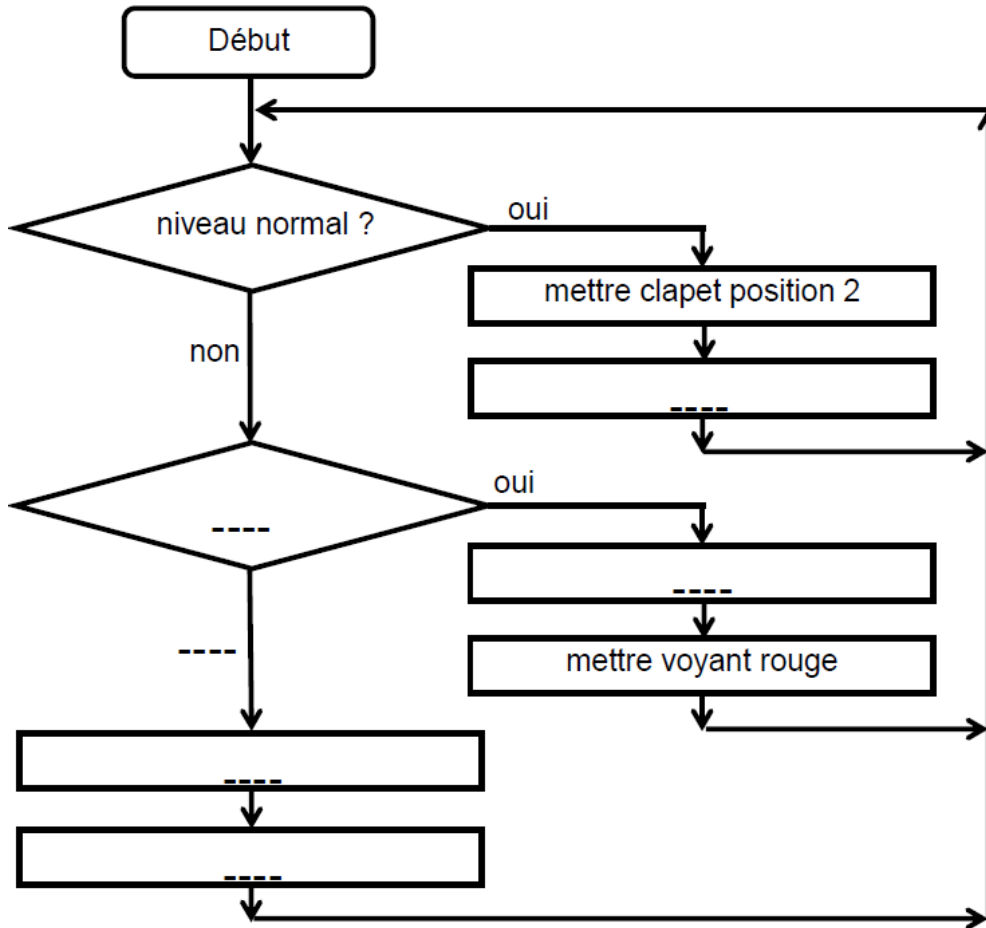 Début
niveau normal ?
oui
mettre clapet position 2
non
----
oui
----
----
----
mettre voyant rouge
----
----